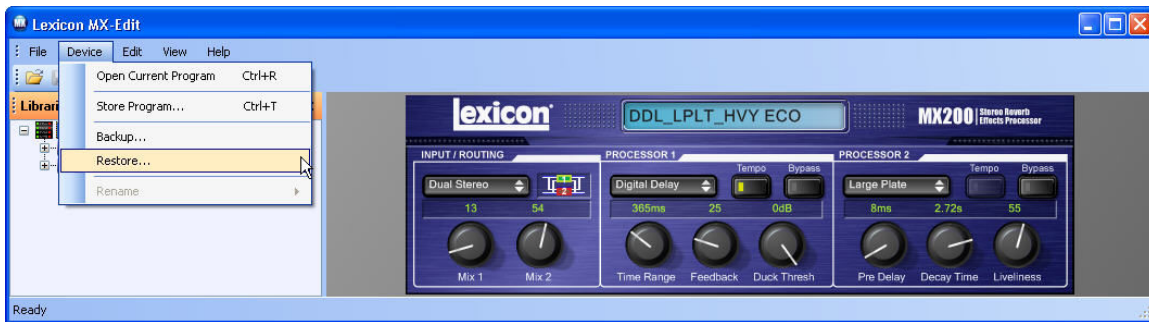 Lexicon MX-Edit
File Device Edit View Help
Open Current Program Ctrl+R
Store Program... Ctrl+T
Backup...
Restore...
Rename
Librari
lexicon
DDL_LPLT_HVY ECO
MX200 Stereo Reverb
Effects Processor
INPUT / ROUTING
PROCESSOR 1
PROCESSOR 2
Tempo Bypass
Tempo Bypass
Dual Stereo
1
2
Digital Delay
Large Plate
13 54 365ms 25 0dB 8ms 2.72s 55
Mix 1 Mix 2 Time Range Feedback Duck Thresh Pre Delay Decay Time Liveliness
Ready